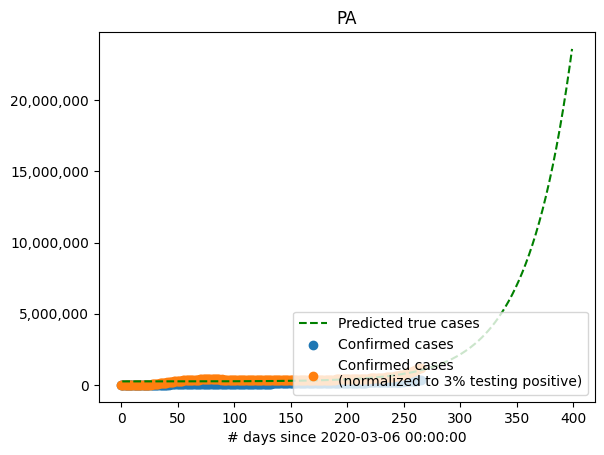 PA
20,000,000
15,000,000
10,000,000
5,000,000
0
Predicted true cases
Confirmed cases
Confirmed cases
(normalized to 3% testing positive)
0 50 100 150 200 250 300 350 400
# days since 2020-03-06 00:00:00